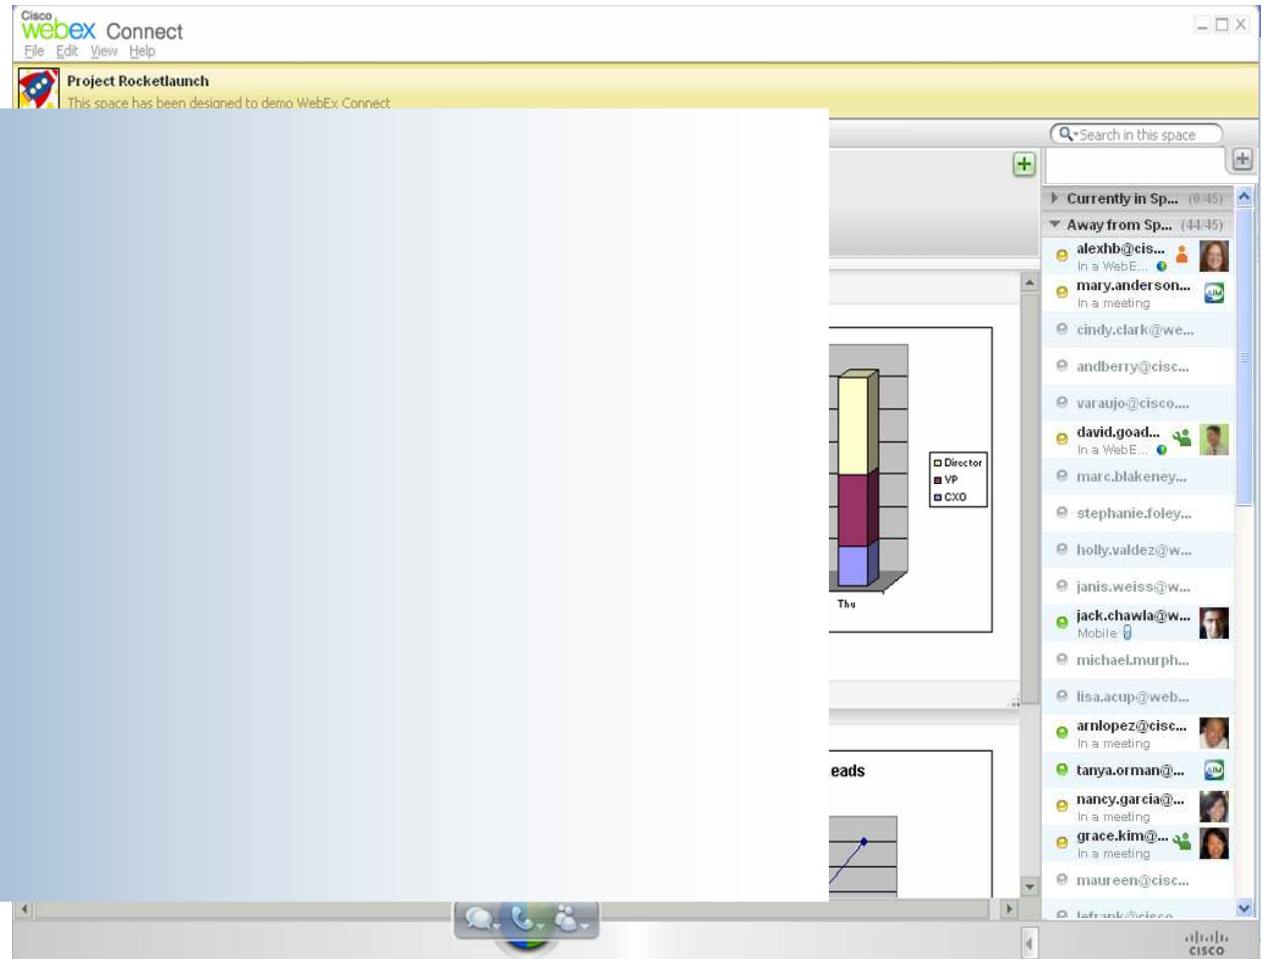 Cisco
webex Connect
File Edit View Help
Project Rocketlaunch
This space has been designed to demo WebEx Connect
Search in this space
Currently in Sp... (0/45)
Away from Sp... (44/45)
alexhb@cis...
In a WebE...
mary.anderson...
AIM
In a meeting
cindy.clark@we...
andberry@cisc...
varaujo@cisco....
david.goad...
In a WebE...
marc.blakeney...
stephanie.foley...
holly.valdez@w...
janis.weiss@w...
jack.chawla@w...
Mobile
michael.murph...
lisa.acup@web...
arnlopez@cisc...
In a meeting
tanya.orman@...
AIM
nancy.garcia@...
In a meeting
grace.kim@...
In a meeting
maureen@cisc...
lefrank@cisco
Director
VP
CXO
Thu
eads
CISCO